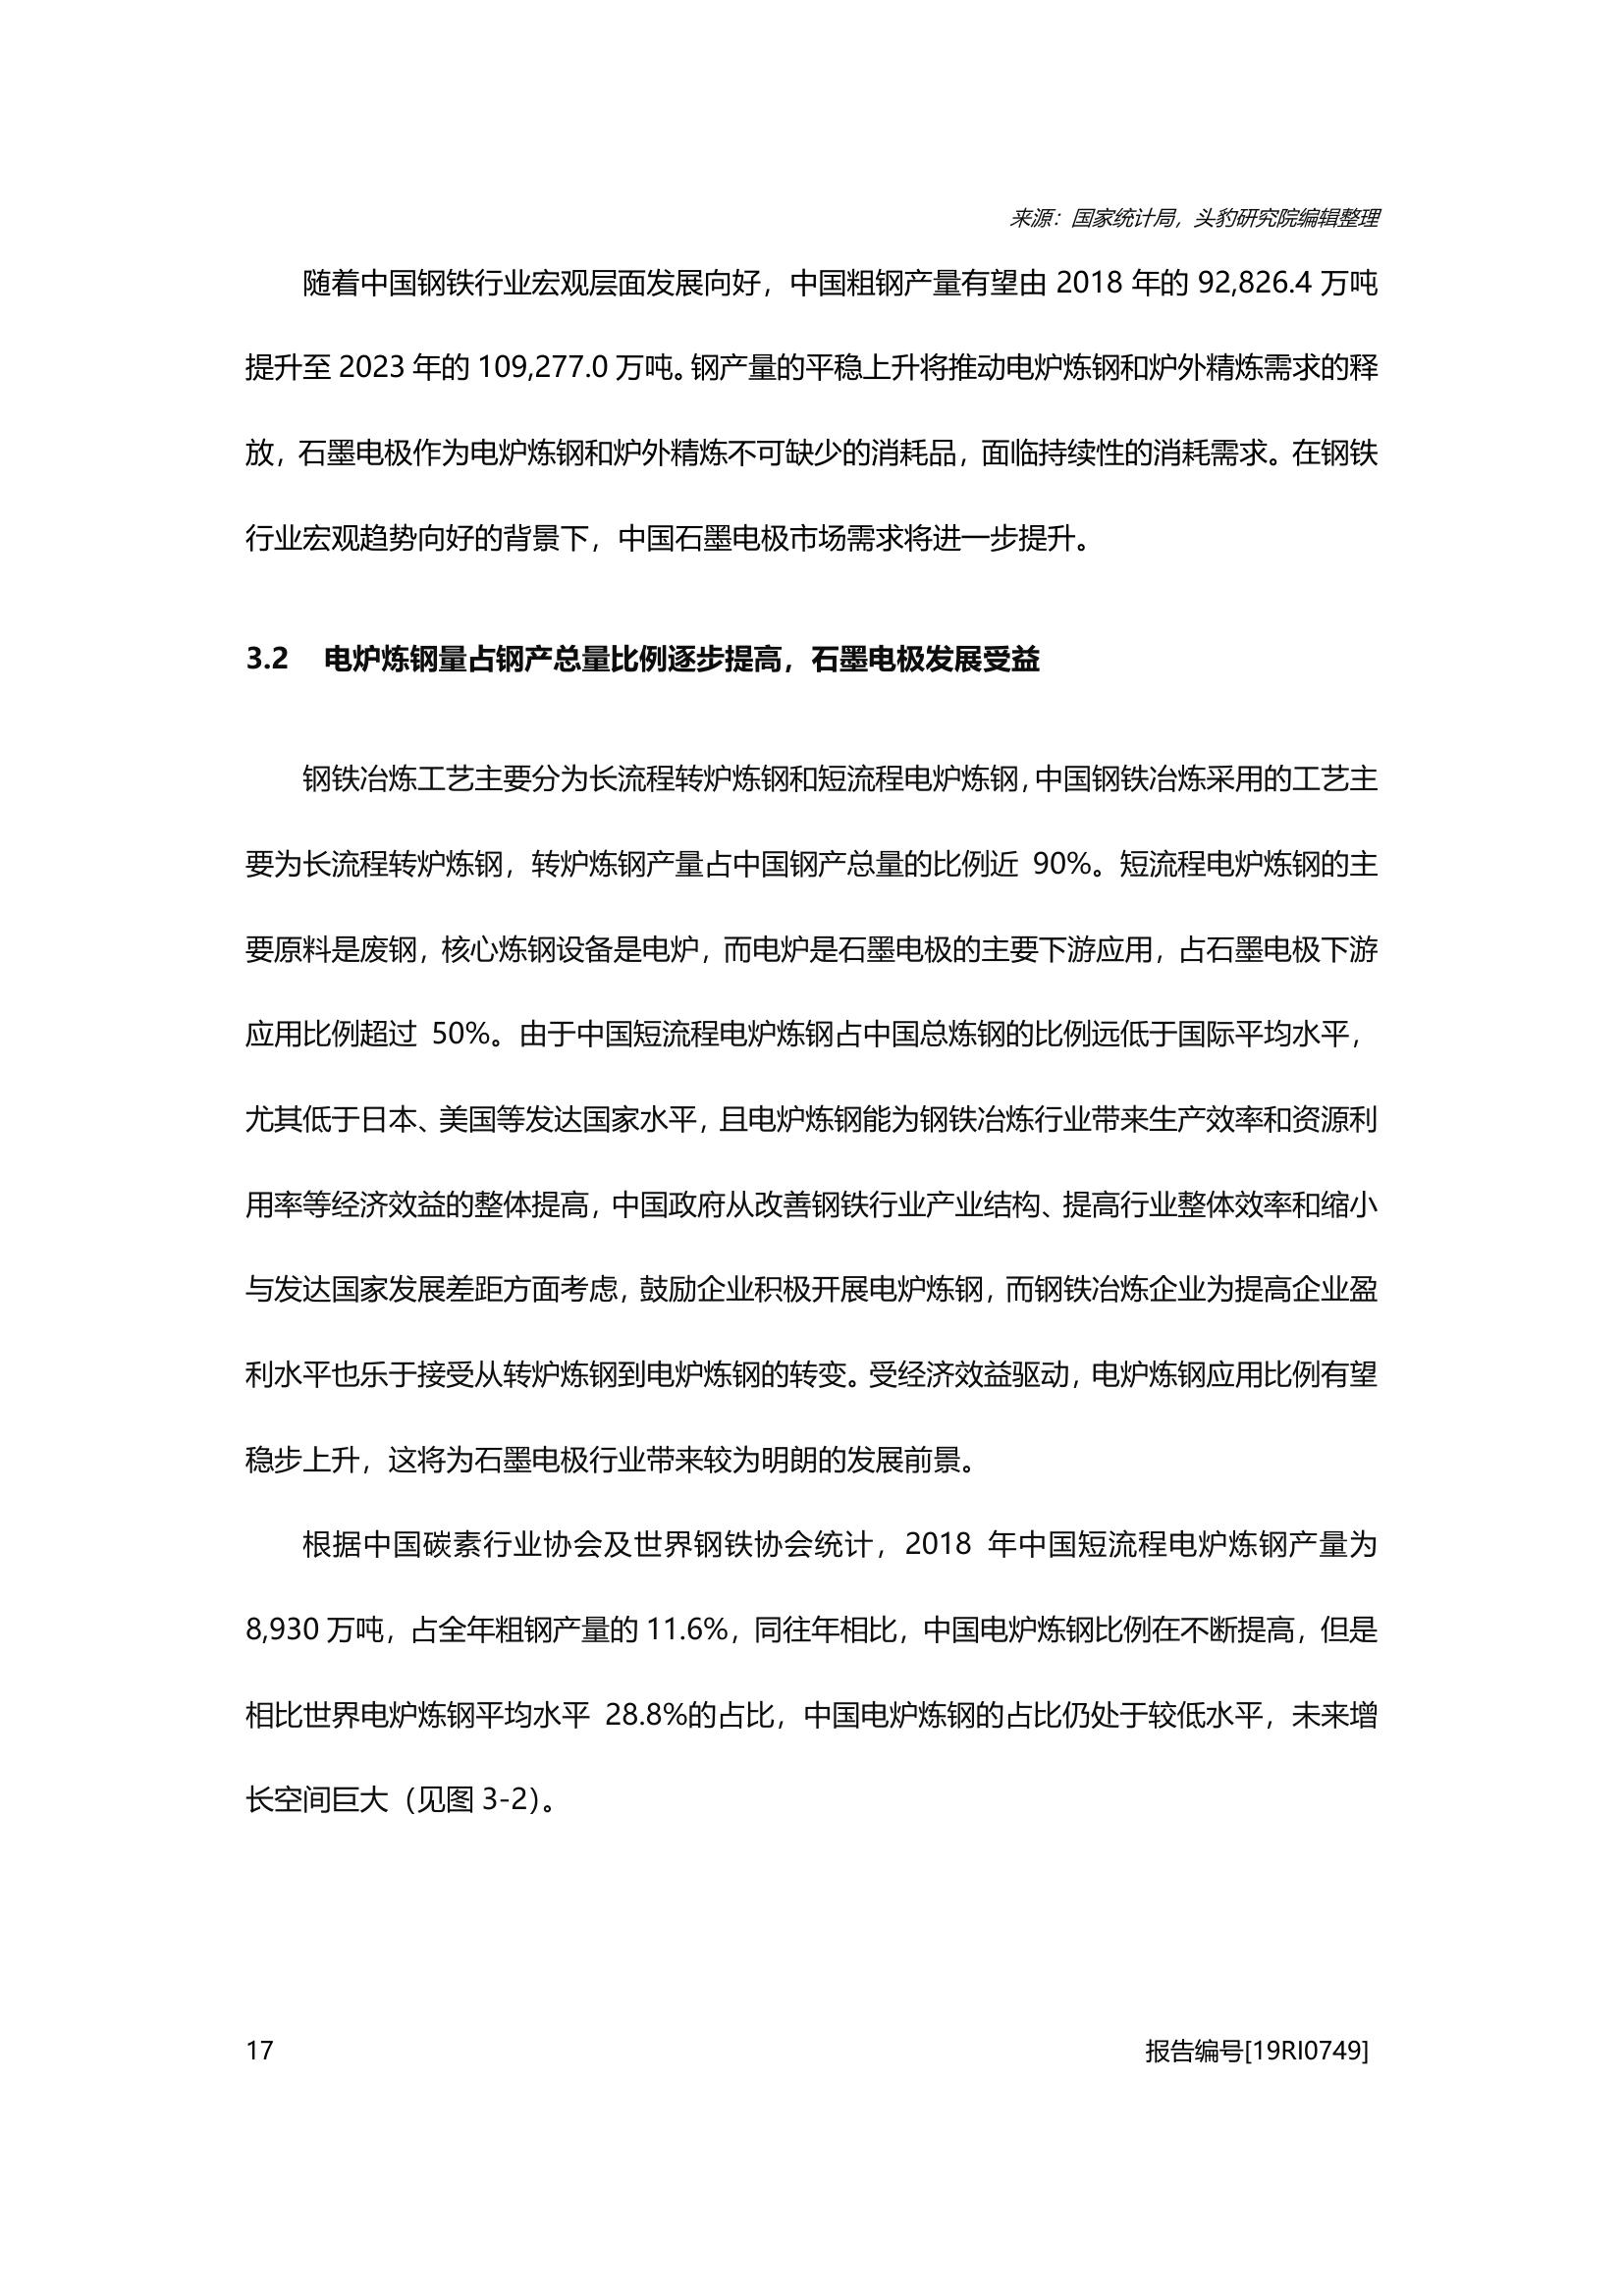 来源：国家统计局，头豹研究院编辑整理
随着中国钢铁行业宏观层面发展向好，中国粗钢产量有望由 2018 年的 92,826.4 万吨
提升至 2023 年的 109,277.0 万吨。钢产量的平稳上升将推动电炉炼钢和炉外精炼需求的释
放，石墨电极作为电炉炼钢和炉外精炼不可缺少的消耗品，面临持续性的消耗需求。在钢铁
行业宏观趋势向好的背景下，中国石墨电极市场需求将进一步提升。
3.2 电炉炼钢量占钢产总量比例逐步提高，石墨电极发展受益
钢铁冶炼工艺主要分为长流程转炉炼钢和短流程电炉炼钢，中国钢铁冶炼采用的工艺主
要为长流程转炉炼钢，转炉炼钢产量占中国钢产总量的比例近 90%。短流程电炉炼钢的主
要原料是废钢，核心炼钢设备是电炉，而电炉是石墨电极的主要下游应用，占石墨电极下游
应用比例超过 50%。由于中国短流程电炉炼钢占中国总炼钢的比例远低于国际平均水平，
尤其低于日本、美国等发达国家水平，且电炉炼钢能为钢铁冶炼行业带来生产效率和资源利
用率等经济效益的整体提高，中国政府从改善钢铁行业产业结构、提高行业整体效率和缩小
与发达国家发展差距方面考虑，鼓励企业积极开展电炉炼钢，而钢铁冶炼企业为提高企业盈
利水平也乐于接受从转炉炼钢到电炉炼钢的转变。受经济效益驱动，电炉炼钢应用比例有望
稳步上升，这将为石墨电极行业带来较为明朗的发展前景。
根据中国碳素行业协会及世界钢铁协会统计，2018 年中国短流程电炉炼钢产量为
8,930 万吨，占全年粗钢产量的 11.6%，同往年相比，中国电炉炼钢比例在不断提高，但是
相比世界电炉炼钢平均水平 28.8%的占比，中国电炉炼钢的占比仍处于较低水平，未来增
长空间巨大（见图 3-2）。
17 报告编号[19RI0749]